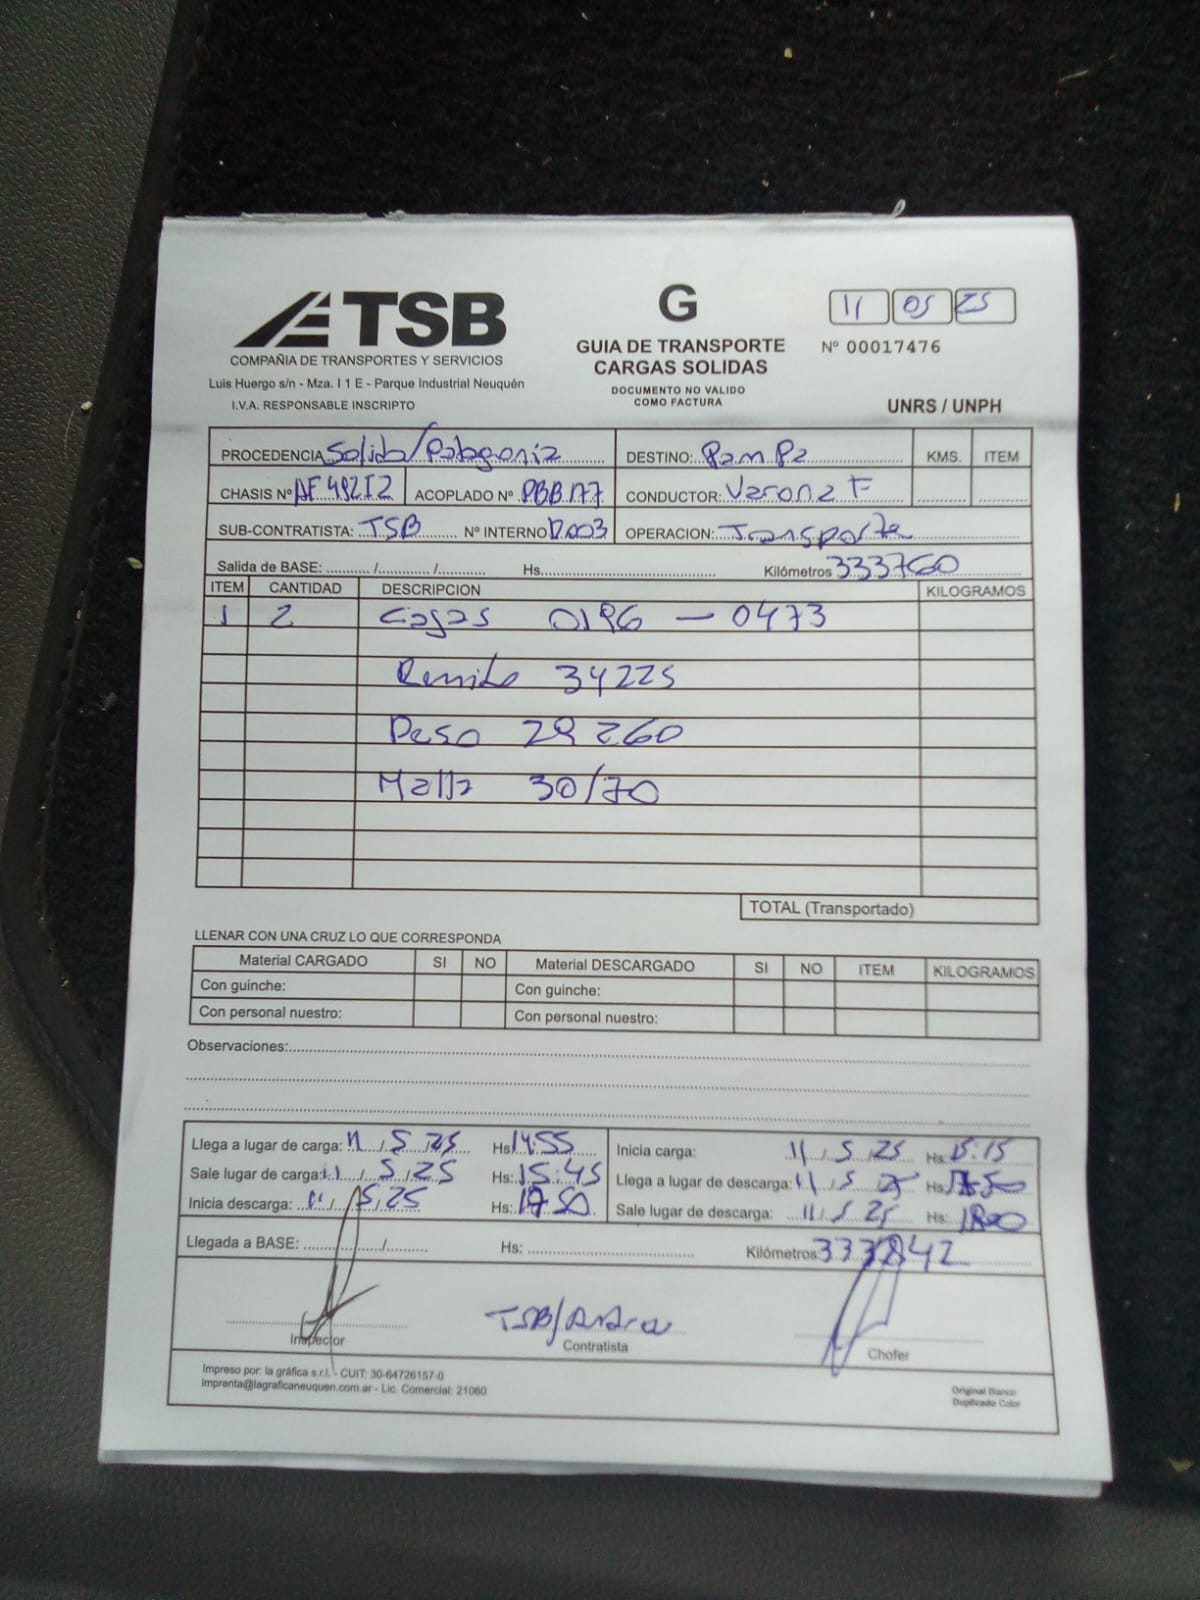 TSB
COMPAÑIA DE TRANSPORTES Y SERVICIOS
Luis Huergo s/n - Mza. I 1 E - Parque Industrial Neuquén
I.V.A. RESPONSABLE INSCRIPTO
G
GUIA DE TRANSPORTE
CARGAS SOLIDAS
DOCUMENTO NO VALIDO
COMO FACTURA
11 05 25
Nº 00017476
UNRS / UNPH
PROCEDENCIA Solida/Patagonia DESTINO: Pampa KMS. ITEM
CHASIS Nº AF492IZ ACOPLADO Nº CONDUCTOR: Varona F
SUB-CONTRATISTA: TSB Nº INTERNO OPERACION: Transporte
Salida de BASE: / / Hs. Kilómetros 333760
ITEM CANTIDAD DESCRIPCION KILOGRAMOS
1 2 Cajas 0196 — 0473
Remito 34225
Peso 29260
Malla 30/70
TOTAL (Transportado)
LLENAR CON UNA CRUZ LO QUE CORRESPONDA
Material CARGADO SI NO Material DESCARGADO SI NO ITEM KILOGRAMOS
Con guinche: Con guinche:
Con personal nuestro: Con personal nuestro:
Observaciones:
Llega a lugar de carga: 11 / 5 / 25 Hs: 14:55 Inicia carga: 11 / 5 / 25 Hs: 15:15
Sale lugar de carga: 11 / 5 / 25 Hs: 15:45 Llega a lugar de descarga: 11 / 5 / 25 Hs: 17:50
Inicia descarga: 11 / 5 / 25 Hs: 17:50 Sale lugar de descarga: 11 / 5 / 25 Hs: 18:00
Llegada a BASE: / Hs: Kilómetros 333842
TSB/
Inspector Contratista Chofer
Impreso por: la gráfica s.r.l. - CUIT: 30-64726157-0
imprenta@lagraficaneuquen.com.ar - Lic. Comercial: 21060
Original Blanco
Duplicado Color